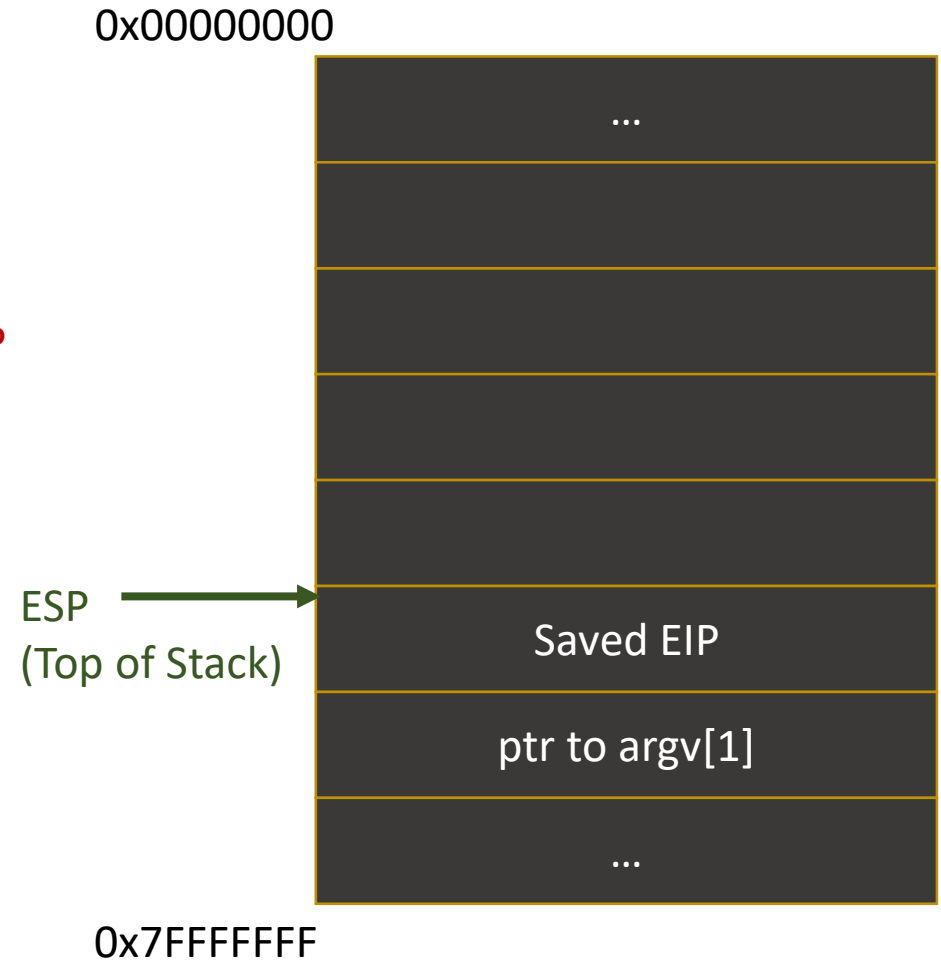 0x00000000
...
ESP
(Top of Stack)
Saved EIP
ptr to argv[1]
...
0x7FFFFFFF